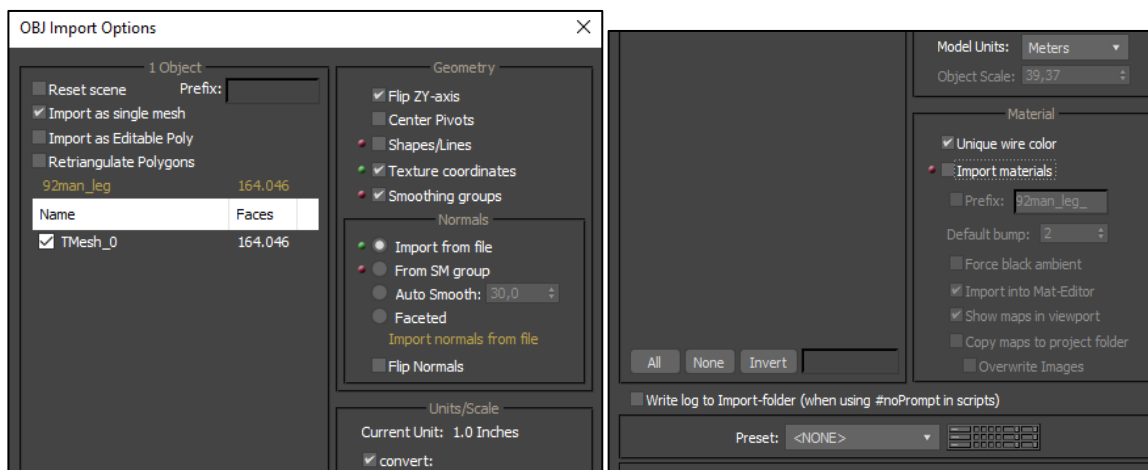 OBJ Import Options
1 Object
Reset scene Prefix:
Import as single mesh
Import as Editable Poly
Retriangulate Polygons
92man_leg 164.046
Name Faces
TMesh_0 164.046
Geometry
Flip ZY-axis
Center Pivots
Shapes/Lines
Texture coordinates
Smoothing groups
Normals
Import from file
From SM group
Auto Smooth: 30,0
Faceted
Import normals from file
Flip Normals
Units/Scale
Current Unit: 1.0 Inches
convert:
Model Units: Meters
Object Scale: 39,37
Material
Unique wire color
Import materials
Prefix: 92man_leg_
Default bump: 2
Force black ambient
Import into Mat-Editor
Show maps in viewport
Copy maps to project folder
Overwrite Images
All None Invert
Write log to Import-folder (when using #noPrompt in scripts)
Preset: <NONE>